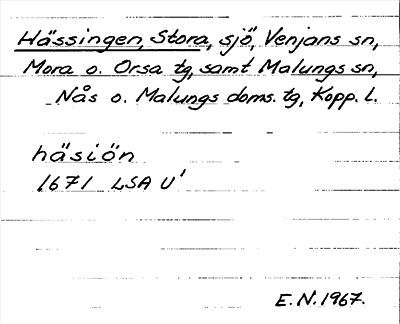 Hässingen, Stora, sjö, Venjans sn,
Mora o. Orsa tg, samt Malungs sn,
Nås o. Malungs doms. tg, Kopp. l.
häsiön
1671 LSA U'
E.N. 1967.